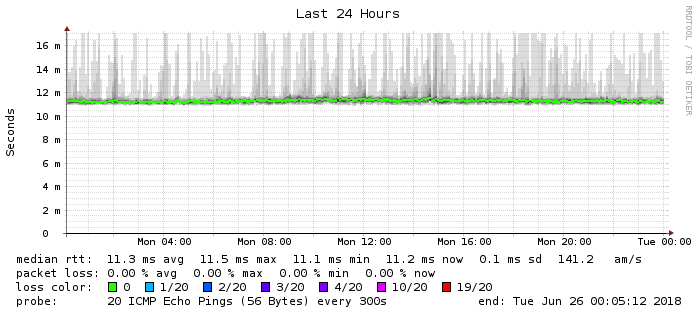 Last 24 Hours
RRDTOOL / TOBI OETIKER
Seconds
16 m
14 m
12 m
10 m
8 m
6 m
4 m
2 m
0
Mon 04:00 Mon 08:00 Mon 12:00 Mon 16:00 Mon 20:00 Tue 00:00
median rtt: 11.3 ms avg 11.5 ms max 11.1 ms min 11.2 ms now 0.1 ms sd 141.2 am/s
packet loss: 0.00 % avg 0.00 % max 0.00 % min 0.00 % now
loss color: 0 1/20 2/20 3/20 4/20 10/20 19/20
probe: 20 ICMP Echo Pings (56 Bytes) every 300s end: Tue Jun 26 00:05:12 2018